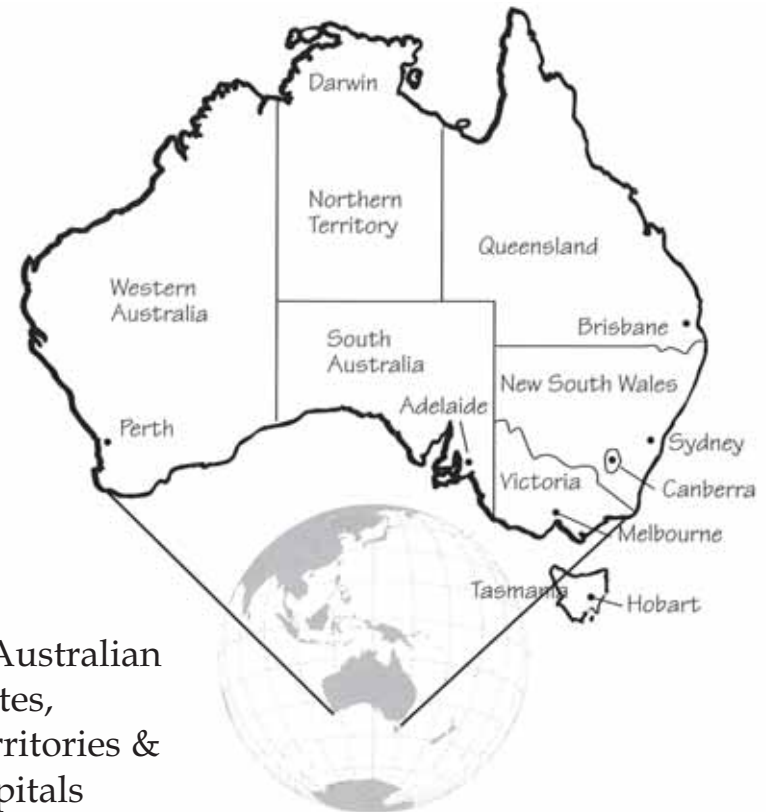 Darwin
Northern
Territory
Queensland
Western
Australia
Brisbane
South
Australia
New South Wales
Adelaide
Perth
Sydney
Victoria
Canberra
Melbourne
Tasmania
Hobart
Australian
tes,
rritories &
pitals